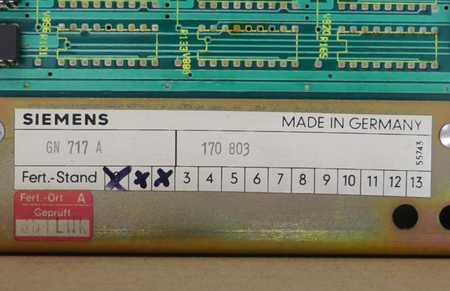 SIEMENS MADE IN GERMANY
GN 717 A 170 803
55743
Fert.-Stand 3 4 5 6 7 8 9 10 11 12 13
Fert.-Ort A
Geprüft